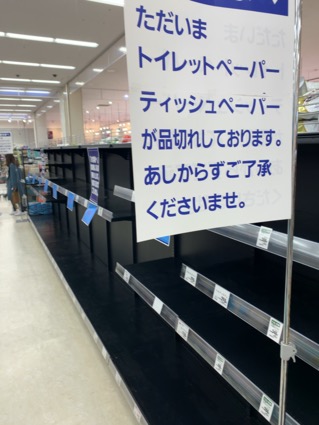 ただいま
トイレットペーパー
ティッシュペーパー
が品切れしております。
あしからずご了承
くださいませ。